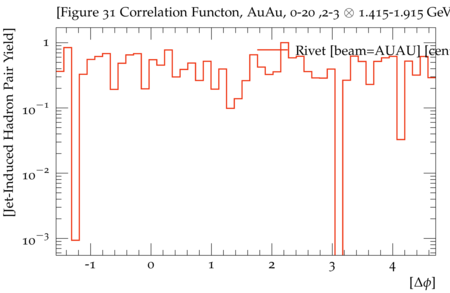 [Figure 31 Correlation Functon, AuAu, 0-20 ,2-3 ⊗ 1.415-1.915 GeV
Rivet [beam=AUAU] [cen
[Jet-Induced Hadron Pair Yield]
1
10⁻¹
10⁻²
10⁻³
-1 0 1 2 3 4
[Δϕ]